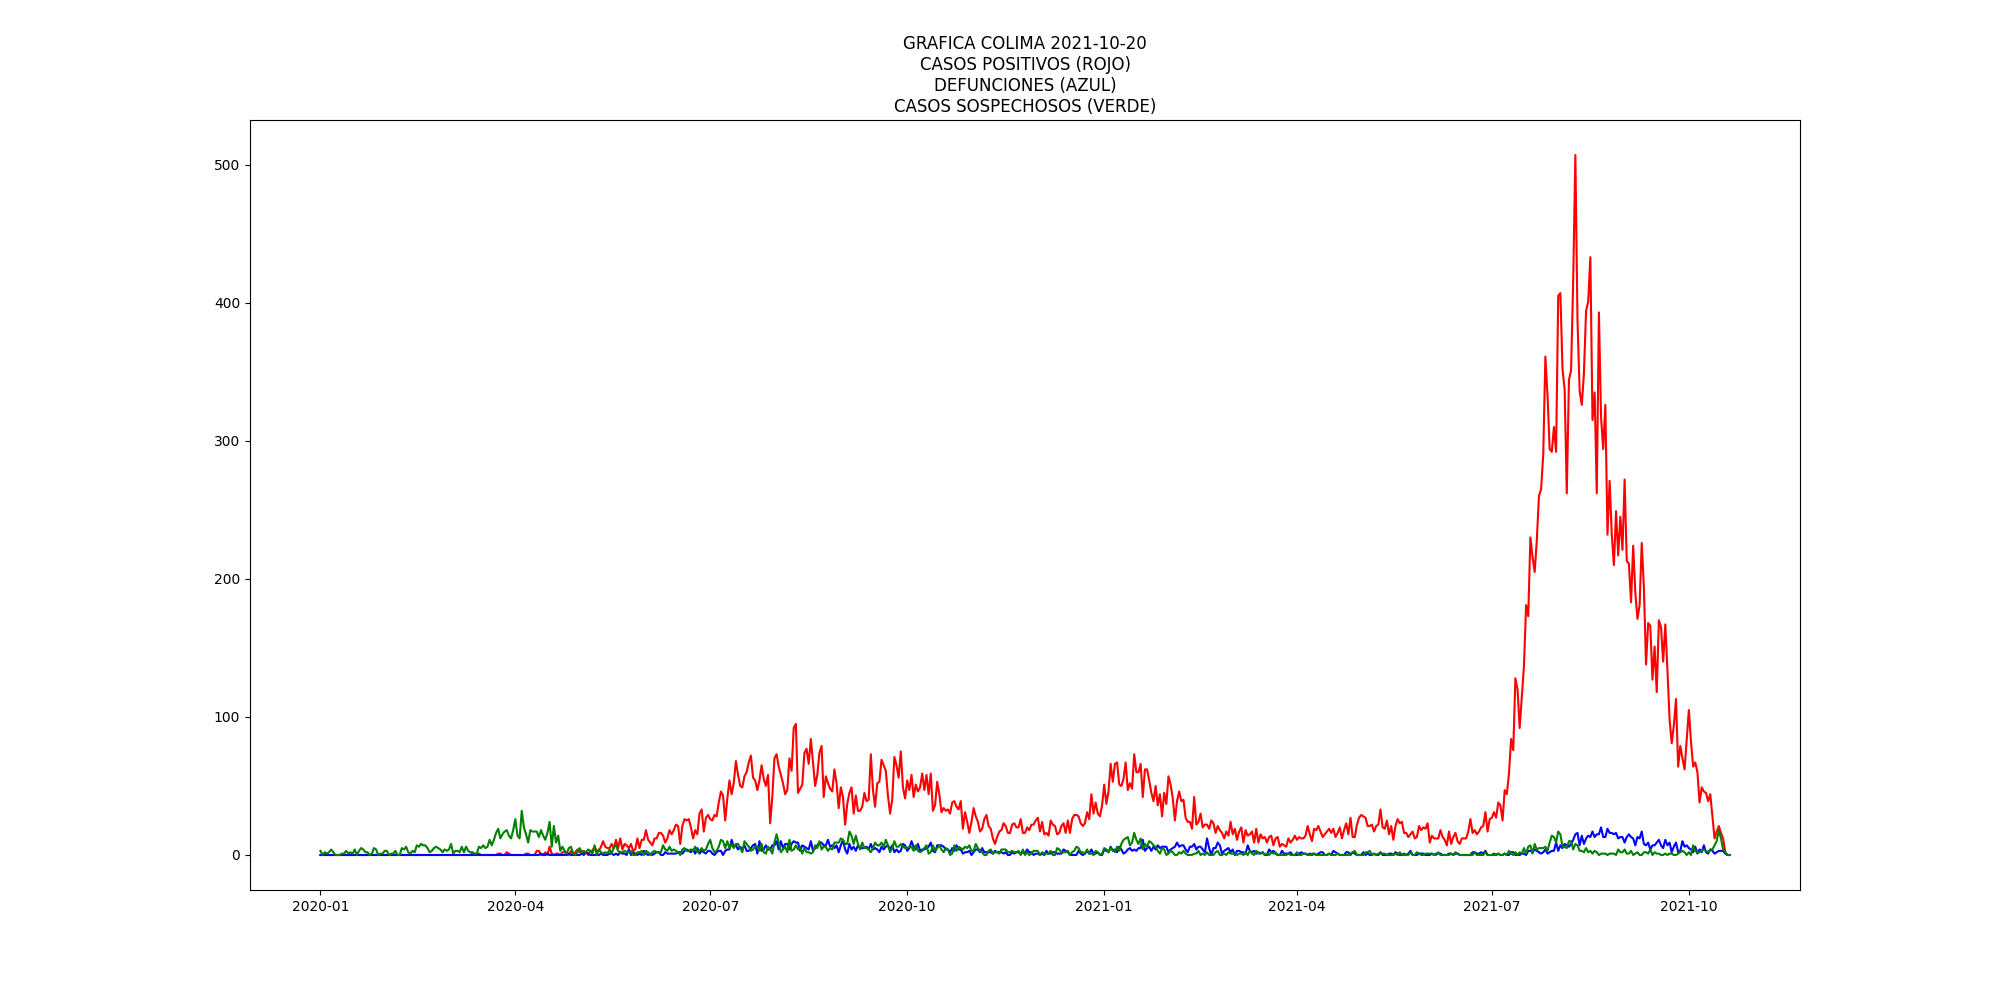 GRAFICA COLIMA 2021-10-20
CASOS POSITIVOS (ROJO)
DEFUNCIONES (AZUL)
CASOS SOSPECHOSOS (VERDE)
500
400
300
200
100
0
2020-01 2020-04 2020-07 2020-10 2021-01 2021-04 2021-07 2021-10